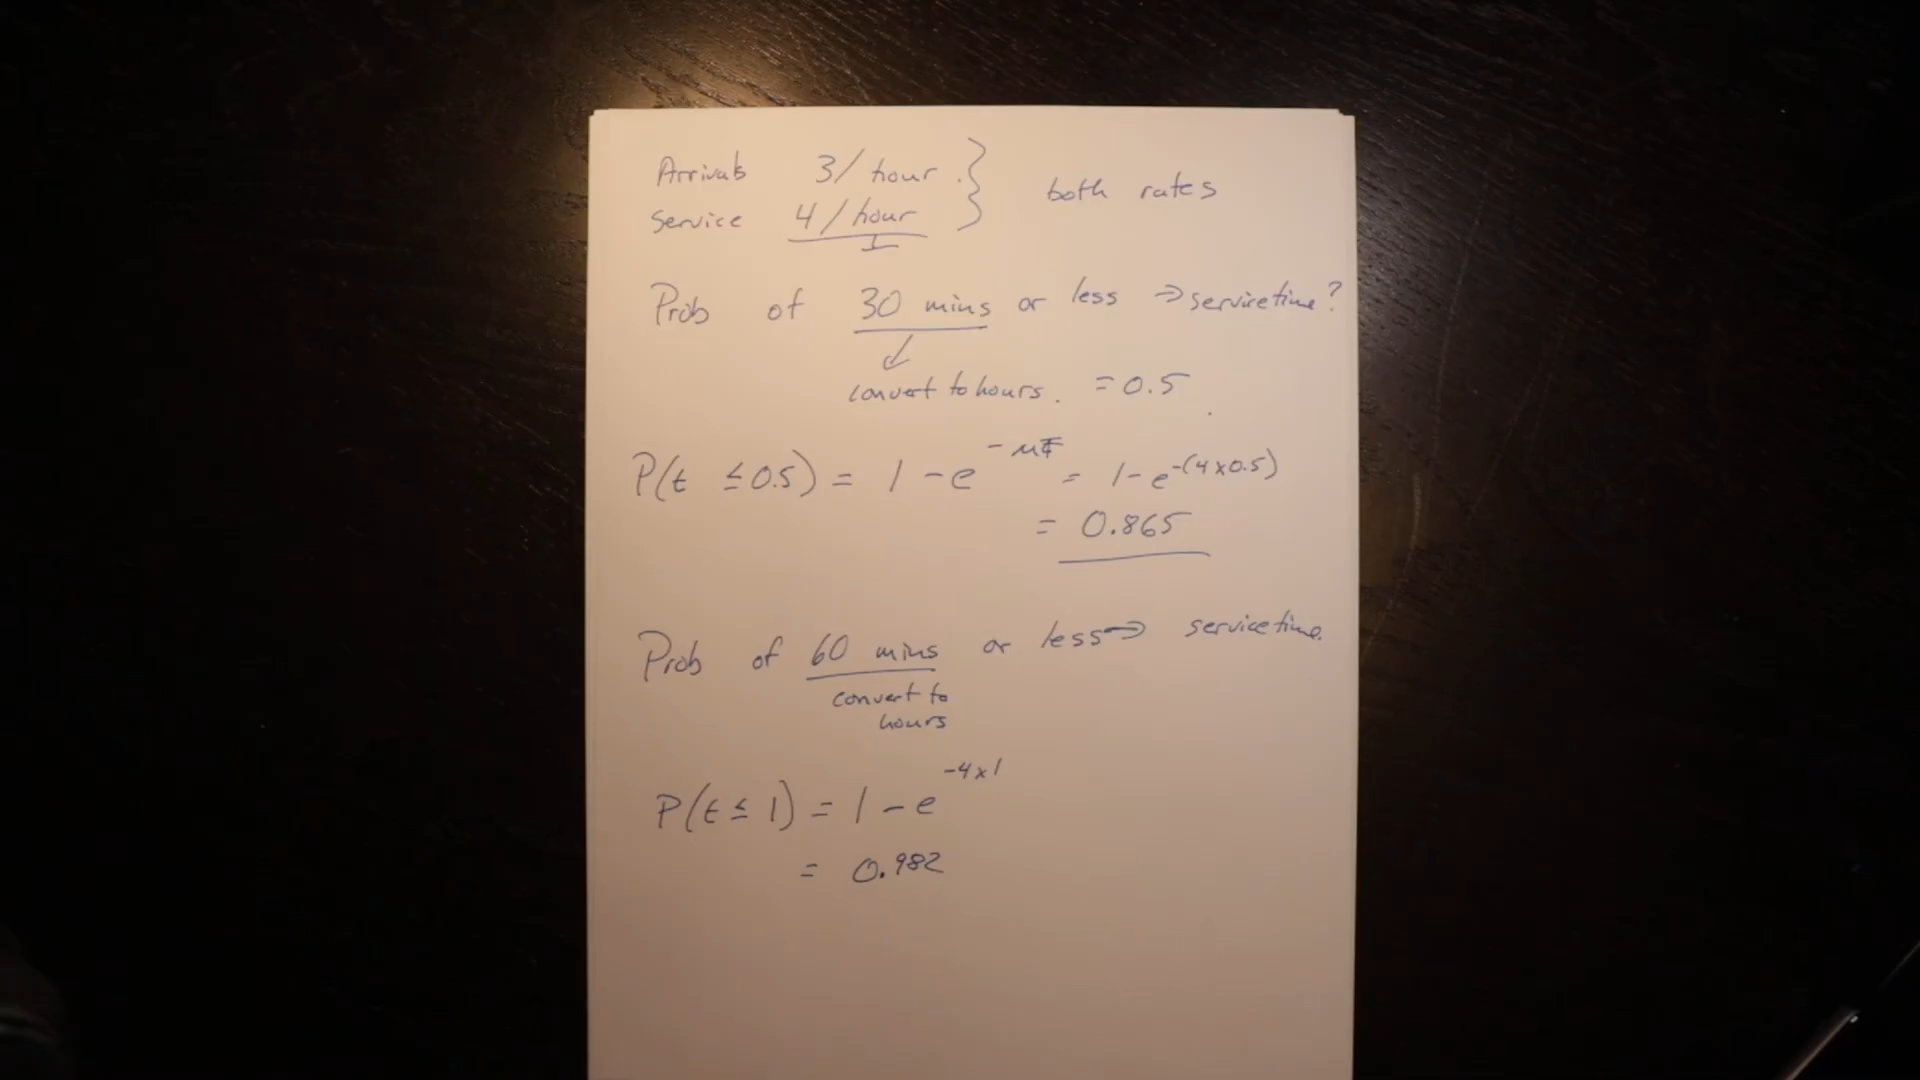 Arrivals 3/hour } both rates
Service 4/hour
Prob of 30 mins or less → service time?
convert to hours. = 0.5
P(t ≤ 0.5) = 1 - e^-μt = 1 - e^-(4x0.5)
= 0.865
Prob of 60 mins or less → service time.
convert to
hours
P(t ≤ 1) = 1 - e^-4x1
= 0.982